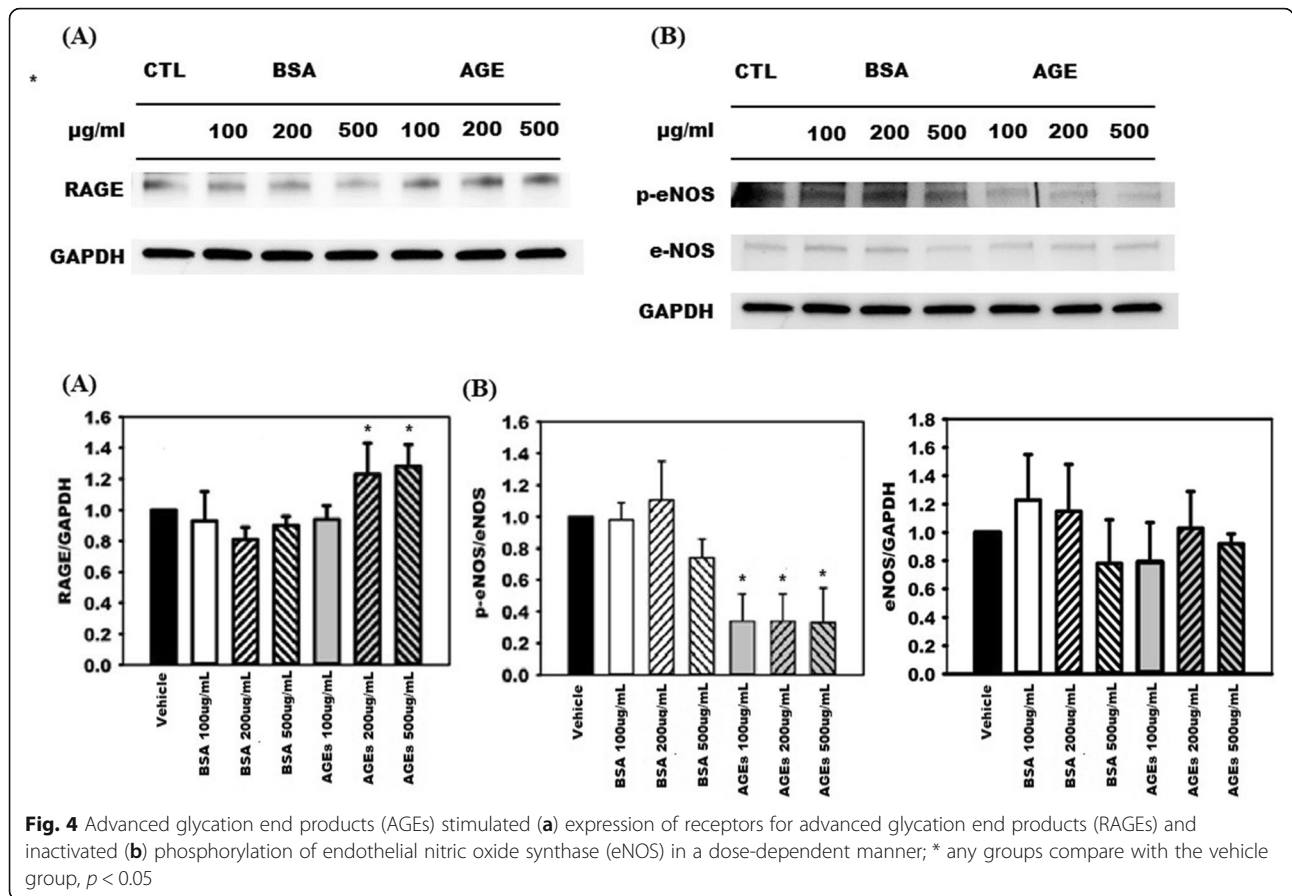 (A)
CTL BSA AGE
*
µg/ml 100 200 500 100 200 500
RAGE
GAPDH
(B)
CTL BSA AGE
µg/ml 100 200 500 100 200 500
p-eNOS
e-NOS
GAPDH
(A)
RAGE/GAPDH
1.6
1.4
1.2
1.0
0.8
0.6
0.4
0.2
0.0
* *
Vehicle
BSA 100ug/mL
BSA 200uq/mL
BSA 500ug/mL
AGEs 100ug/mL
AGEs 200ug/mL
AGEs 500ug/mL
(B)
p-eNOS/eNOS
1.6
1.4
1.2
1.0
0.8
0.6
0.4
0.2
0.0
* * *
Vehicle
BSA 100ug/mL
BSA 200uq/mL
BSA 500ug/mL
AGEs 100ug/mL
AGEs 200ug/mL
AGEs 500ug/mL
eNOS/GAPDH
1.8
1.6
1.4
1.2
1.0
0.8
0.6
0.4
0.2
0.0
Vehicle
BSA 100ug/mL
BSA 200uq/mL
BSA 500ug/mL
AGEs 100ug/mL
AGEs 200ug/mL
AGEs 500ug/mL
Fig. 4 Advanced glycation end products (AGEs) stimulated (a) expression of receptors for advanced glycation end products (RAGEs) and
inactivated (b) phosphorylation of endothelial nitric oxide synthase (eNOS) in a dose-dependent manner; * any groups compare with the vehicle
group, p < 0.05